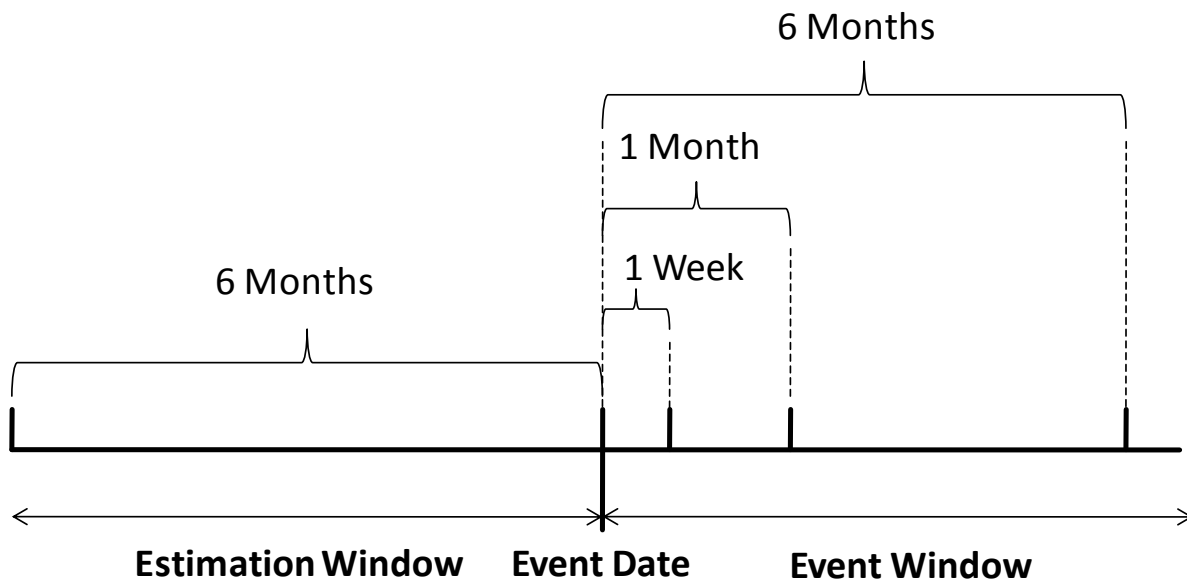 6 Months
1 Month
1 Week
6 Months
Estimation Window
Event Date
Event Window